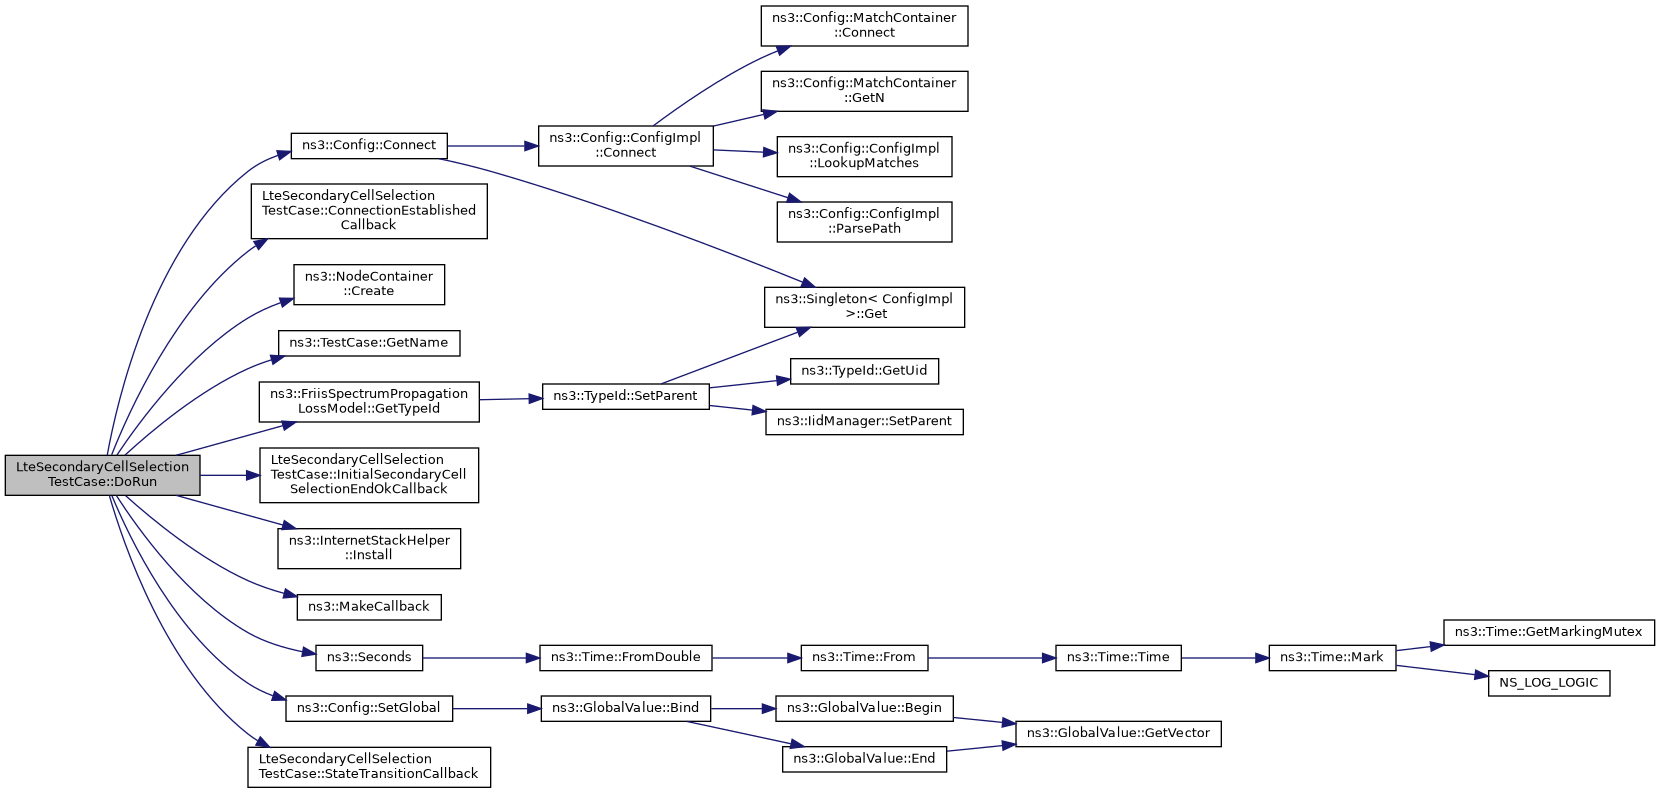 ns3::Config::MatchContainer
::Connect
ns3::Config::MatchContainer
::GetN
ns3::Config::Connect
ns3::Config::ConfigImpl
::Connect
ns3::Config::ConfigImpl
::LookupMatches
LteSecondaryCellSelection
TestCase::ConnectionEstablished
Callback
ns3::Config::ConfigImpl
::ParsePath
ns3::NodeContainer
::Create
ns3::Singleton< ConfigImpl
>::Get
ns3::TestCase::GetName
ns3::TypeId::GetUid
ns3::FriisSpectrumPropagation
LossModel::GetTypeId
ns3::TypeId::SetParent
ns3::IidManager::SetParent
LteSecondaryCellSelection
TestCase::DoRun
LteSecondaryCellSelection
TestCase::InitialSecondaryCell
SelectionEndOkCallback
ns3::InternetStackHelper
::Install
ns3::MakeCallback
ns3::Seconds
ns3::Time::FromDouble
ns3::Time::From
ns3::Time::Time
ns3::Time::Mark
ns3::Time::GetMarkingMutex
NS_LOG_LOGIC
ns3::Config::SetGlobal
ns3::GlobalValue::Bind
ns3::GlobalValue::Begin
ns3::GlobalValue::GetVector
ns3::GlobalValue::End
LteSecondaryCellSelection
TestCase::StateTransitionCallback